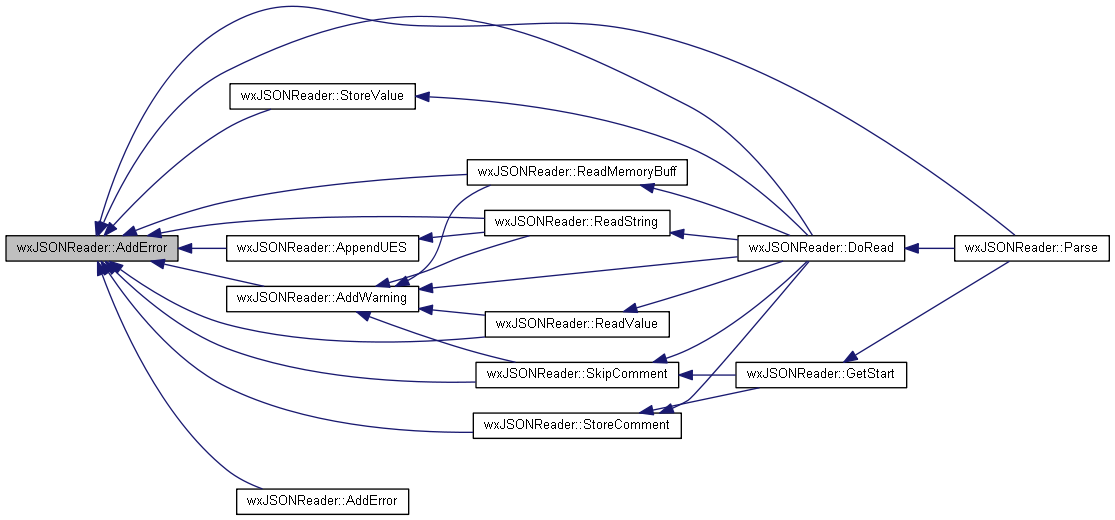 wxJSONReader::StoreValue
wxJSONReader::ReadMemoryBuff
wxJSONReader::ReadString
wxJSONReader::AddError
wxJSONReader::AppendUES
wxJSONReader::DoRead
wxJSONReader::Parse
wxJSONReader::AddWarning
wxJSONReader::ReadValue
wxJSONReader::SkipComment
wxJSONReader::GetStart
wxJSONReader::StoreComment
wxJSONReader::AddError